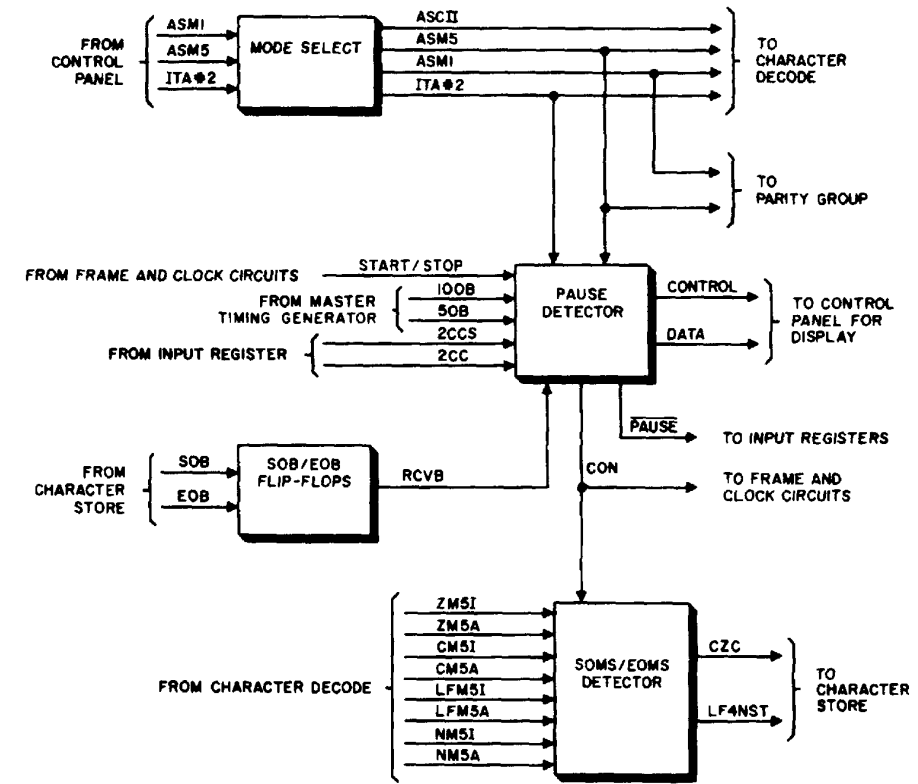 FROM
CONTROL
PANEL
ASM1
ASM5
ITA#2
MODE SELECT
ASCII
ASM5
ASM1
ITA#2
TO
CHARACTER
DECODE
TO
PARITY GROUP
FROM FRAME AND CLOCK CIRCUITS
START/STOP
FROM MASTER
TIMING GENERATOR
100B
50B
FROM INPUT REGISTER
2CCS
2CC
PAUSE
DETECTOR
CONTROL
DATA
TO CONTROL
PANEL FOR
DISPLAY
PAUSE
TO INPUT REGISTERS
FROM
CHARACTER
STORE
SOB
EOB
SOB/EOB
FLIP-FLOPS
RCVB
CON
TO FRAME AND
CLOCK CIRCUITS
FROM CHARACTER DECODE
ZM5I
ZM5A
CM5I
CM5A
LFM5I
LFM5A
NM5I
NM5A
SOMS/EOMS
DETECTOR
CZC
LF4NST
TO
CHARACTER
STORE